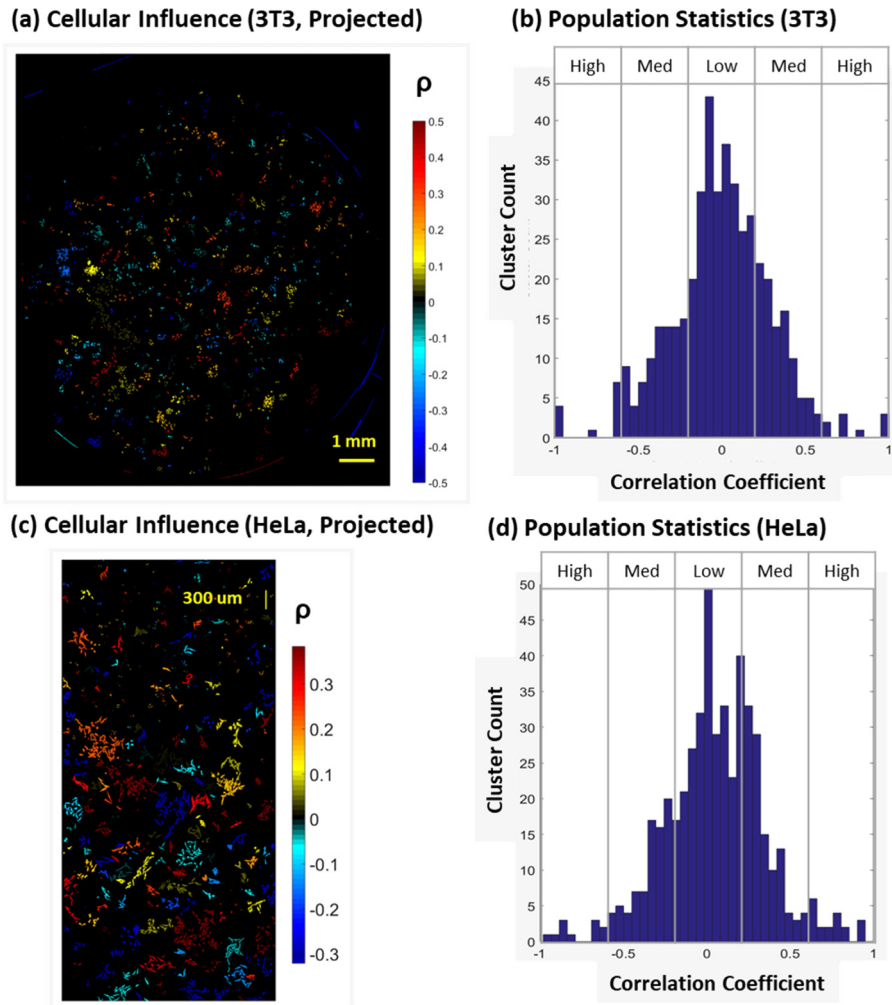 (a) Cellular Influence (3T3, Projected)
ρ
0.5
0.4
0.3
0.2
0.1
0
-0.1
-0.2
-0.3
-0.4
-0.5
1 mm
(b) Population Statistics (3T3)
High Med Low Med High
45
40
35
30
25
20
15
10
5
0
Cluster Count
-1 -0.5 0 0.5 1
Correlation Coefficient
(c) Cellular Influence (HeLa, Projected)
300 um
ρ
0.3
0.2
0.1
0
-0.1
-0.2
-0.3
(d) Population Statistics (HeLa)
High Med Low Med High
50
45
40
35
30
25
20
15
10
5
0
Cluster Count
-1 -0.5 0 0.5 1
Correlation Coefficient